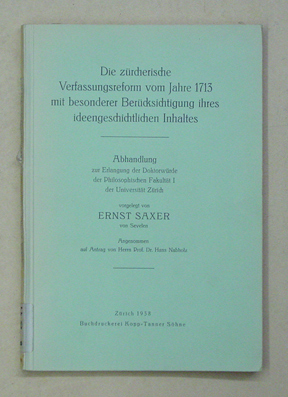 Die zürcherische
Verfassungsreform vom Jahre 1713
mit besonderer Berücksichtigung ihres
ideengeschichtlichen Inhaltes
Abhandlung
zur Erlangung der Doktorwürde
der Philosophischen Fakultät I
der Universität Zürich
vorgelegt von
ERNST SAXER
von
Angenommen
auf Antrag von Herrn Prof. Dr. Hans Nabholz
Zürich 1938
Buchdruckerei Kopp-Tanner Söhne